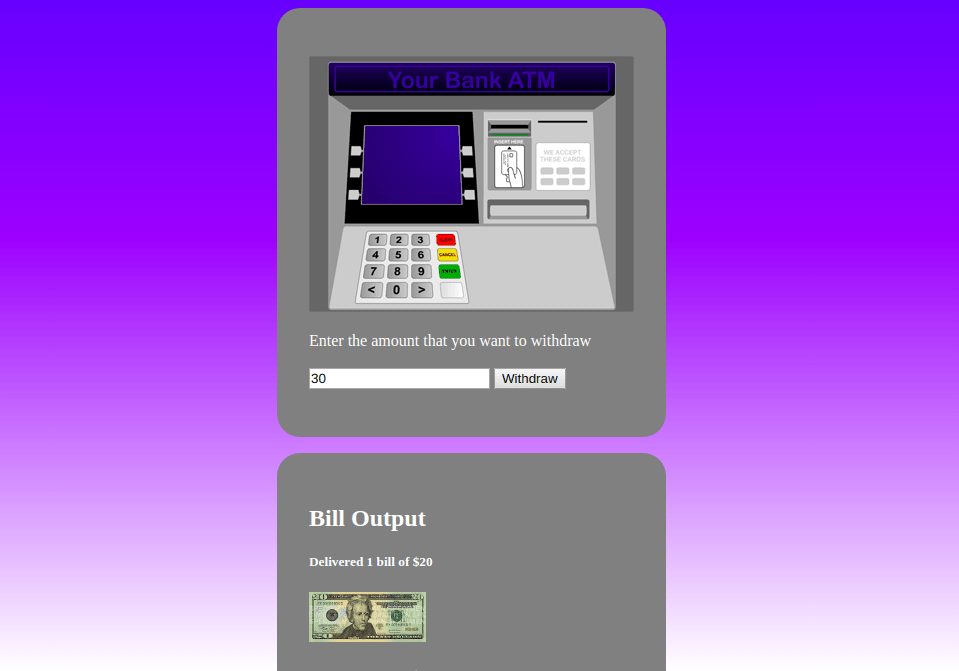 Your Bank ATM
INSERT HERE
WE ACCEPT
THESE CARDS
1 2 3
4 5 6 CANCEL
7 8 9 ENTER
< 0 >
Enter the amount that you want to withdraw
30 Withdraw
Bill Output
Delivered 1 bill of $20
20